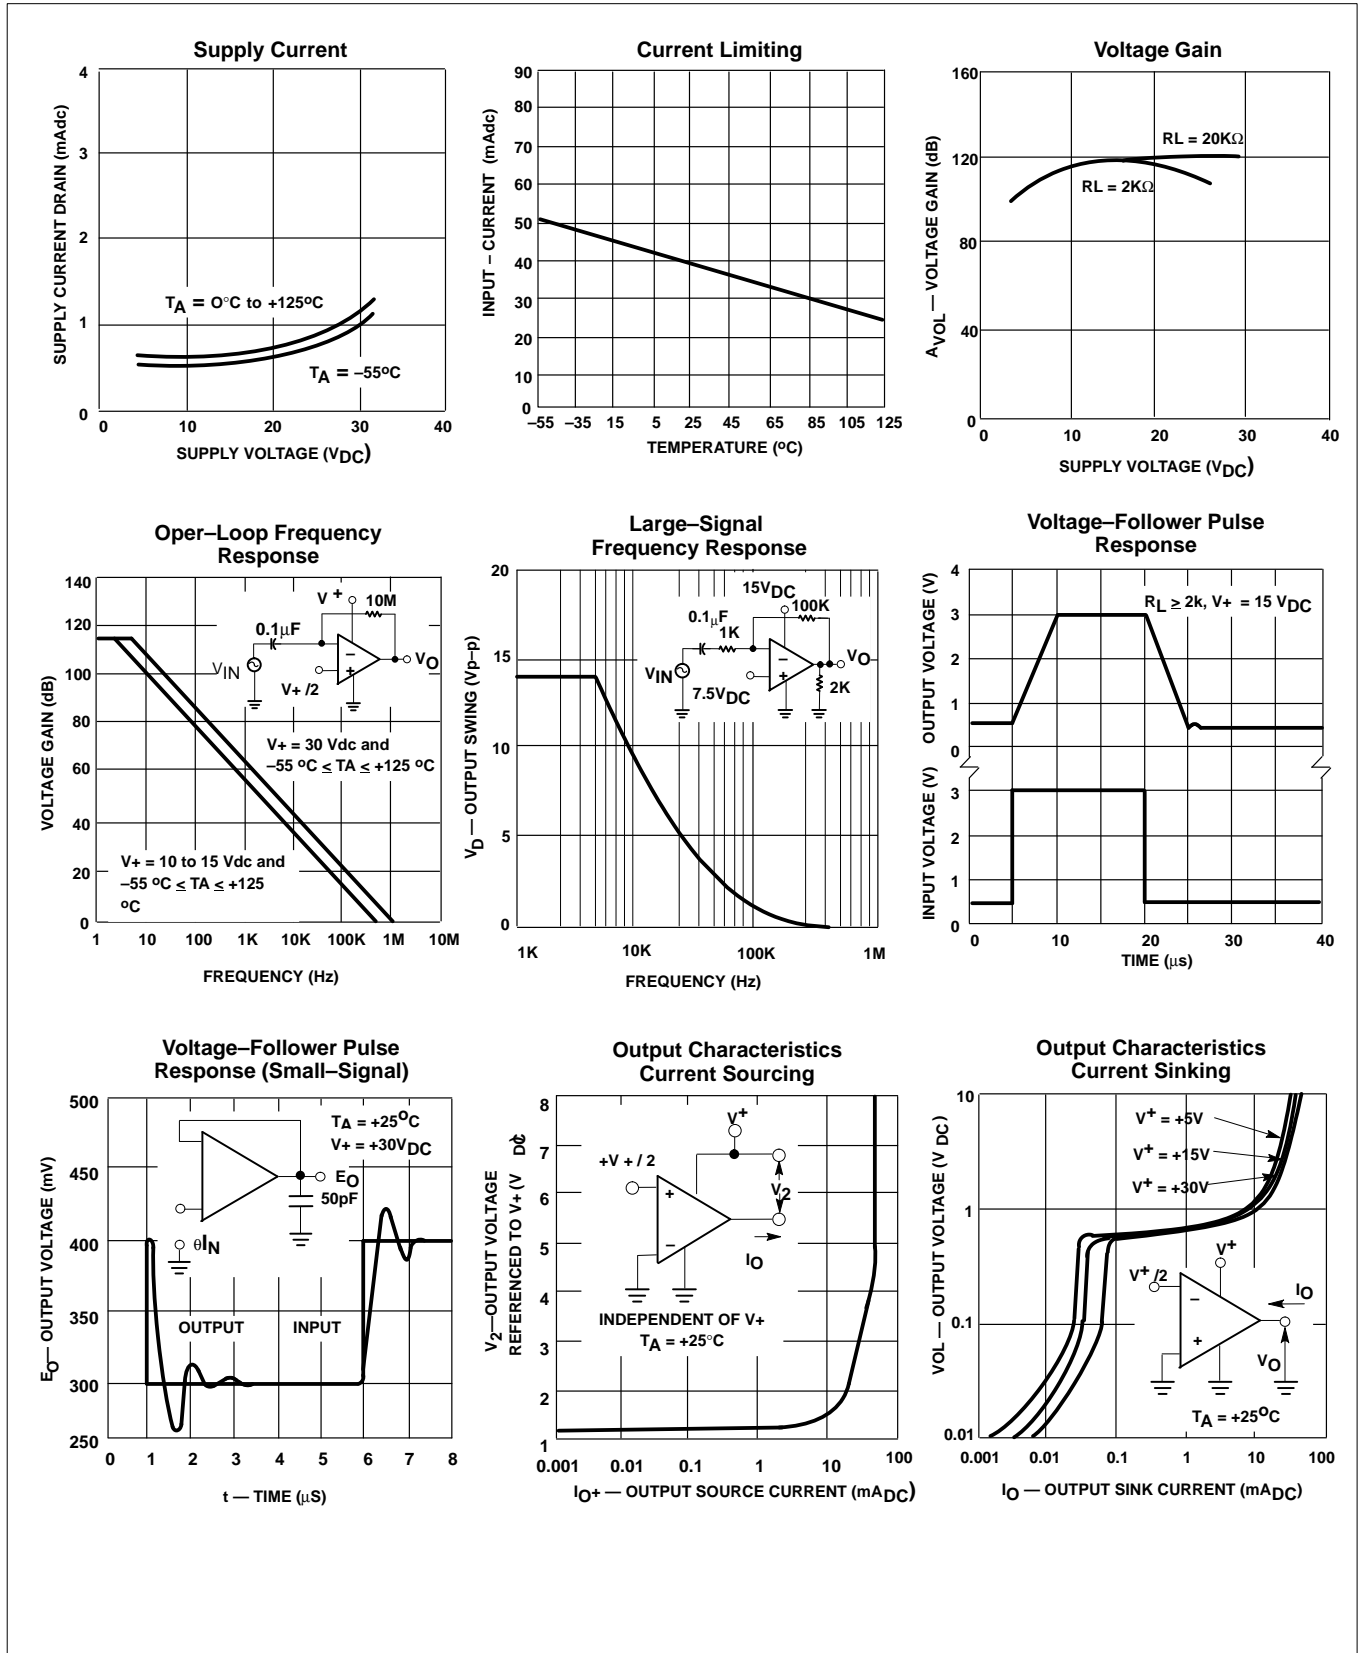 Supply Current
4
3
2
1
0
SUPPLY CURRENT DRAIN (mAdc)
TA = O°C to +125oC
TA = –55oC
0
10
20
30
40
SUPPLY VOLTAGE (VDC)
Current Limiting
90
80
70
60
50
40
30
20
10
0
INPUT – CURRENT (mAdc)
–55 –35 15 5 25 45 65 85 105 125
TEMPERATURE (oC)
Voltage Gain
160
120
80
40
0
AVOL — VOLTAGE GAIN (dB)
RL = 20KΩ
RL = 2KΩ
0 10 20 30 40
SUPPLY VOLTAGE (VDC)
Oper–Loop Frequency
Response
140
120
100
80
60
40
20
0
VOLTAGE GAIN (dB)
V +
10M
0.1μF
VIN
VO
V+ /2
–
+
V+ = 30 Vdc and
–55 oC ≤ TA ≤ +125 oC
V+ = 10 to 15 Vdc and
–55 oC ≤ TA ≤ +125
oC
1 10 100 1K 10K 100K 1M 10M
FREQUENCY (Hz)
Large–Signal
Frequency Response
20
15
10
5
0
VD — OUTPUT SWING (Vp–p)
15VDC
100K
0.1μF
1K
VIN
VO
7.5VDC
2K
–
+
1K 10K 100K 1M
FREQUENCY (Hz)
Voltage–Follower Pulse
Response
4
3
2
1
0
OUTPUT VOLTAGE (V)
RL ≥ 2k, V+ = 15 VDC
3
2
1
0
INPUT VOLTAGE (V)
0 10 20 30 40
TIME (μs)
Voltage–Follower Pulse
Response (Small–Signal)
500
450
400
350
300
250
EO— OUTPUT VOLTAGE (mV)
TA = +25oC
V+ = +30VDC
EO
50pF
θIN
OUTPUT
INPUT
0 1 2 3 4 5 6 7 8
t — TIME (μS)
Output Characteristics
Current Sourcing
8
7
6
5
4
3
2
1
V2—OUTPUT VOLTAGE
REFERENCED TO V+ (V DC)
V+
+V + / 2
+
–
V2
IO
INDEPENDENT OF V+
TA = +25°C
0.001 0.01 0.1 1 10 100
IO+ — OUTPUT SOURCE CURRENT (mADC)
Output Characteristics
Current Sinking
10
1
0.1
0.01
VOL — OUTPUT VOLTAGE (V DC)
V+ = +5V
V+ = +15V
V+ = +30V
V+
V+ /2
–
+
IO
VO
TA = +25oC
0.001 0.01 0.1 1 10 100
IO — OUTPUT SINK CURRENT (mADC)